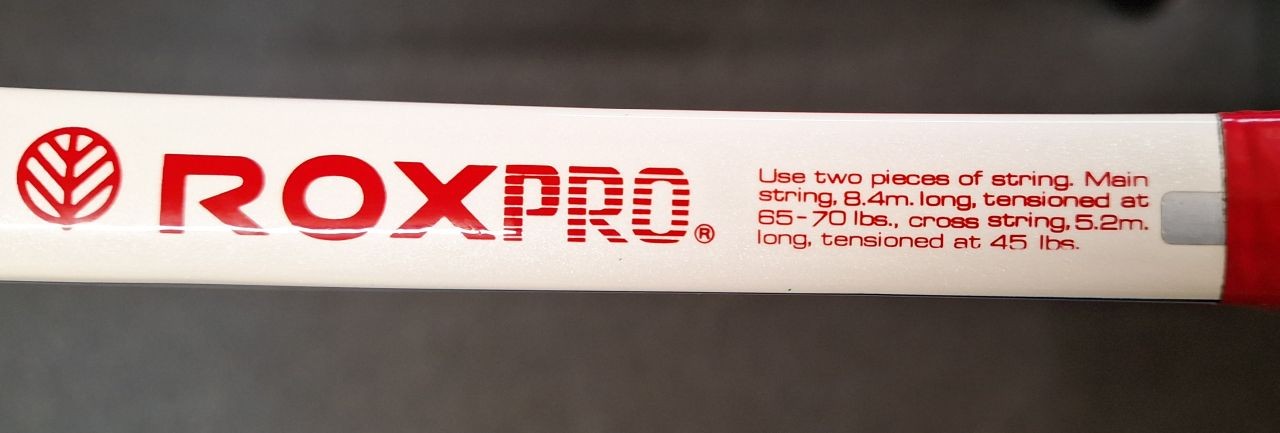 ROXPRO®
Use two pieces of string. Main
string, 8.4m. long, tensioned at
65-70 lbs., cross string, 5.2m.
long, tensioned at 45 lbs.